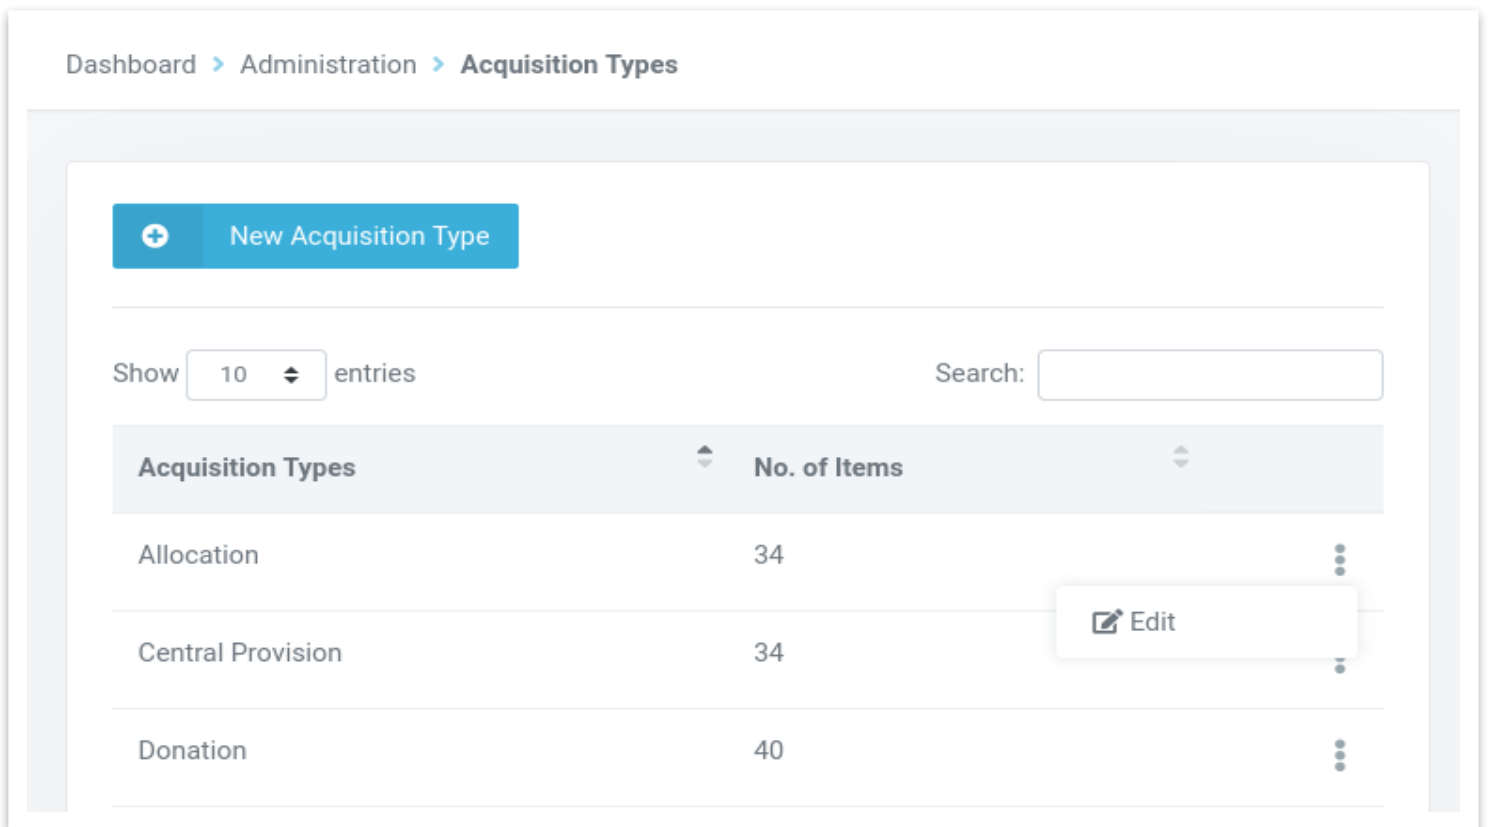 Dashboard > Administration > Acquisition Types
New Acquisition Type
Show 10 entries Search:
Acquisition Types No. of Items
Allocation 34
Edit
Central Provision 34
Donation 40